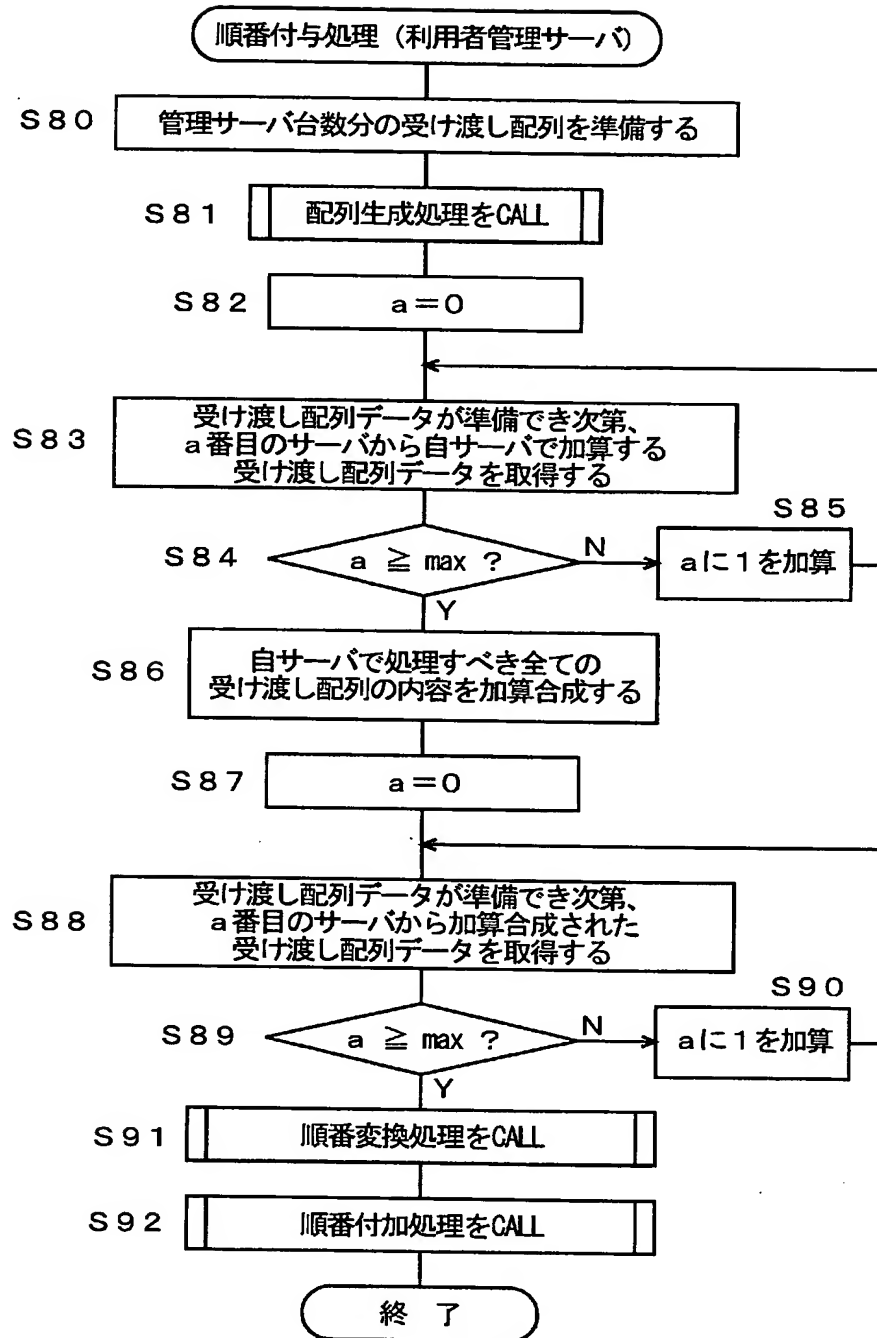 順番付与処理（利用者管理サーバ）
S80
管理サーバ台数分の受け渡し配列を準備する
S81
配列生成処理をCALL
S82
a＝0
S83
受け渡し配列データが準備でき次第、
a番目のサーバから自サーバで加算する
受け渡し配列データを取得する
S84
a ≧ max ?
N
S85
aに1を加算
Y
S86
自サーバで処理すべき全ての
受け渡し配列の内容を加算合成する
S87
a＝0
S88
受け渡し配列データが準備でき次第、
a番目のサーバから加算合成された
受け渡し配列データを取得する
S89
a ≧ max ?
N
S90
aに1を加算
Y
S91
順番変換処理をCALL
S92
順番付加処理をCALL
終 了